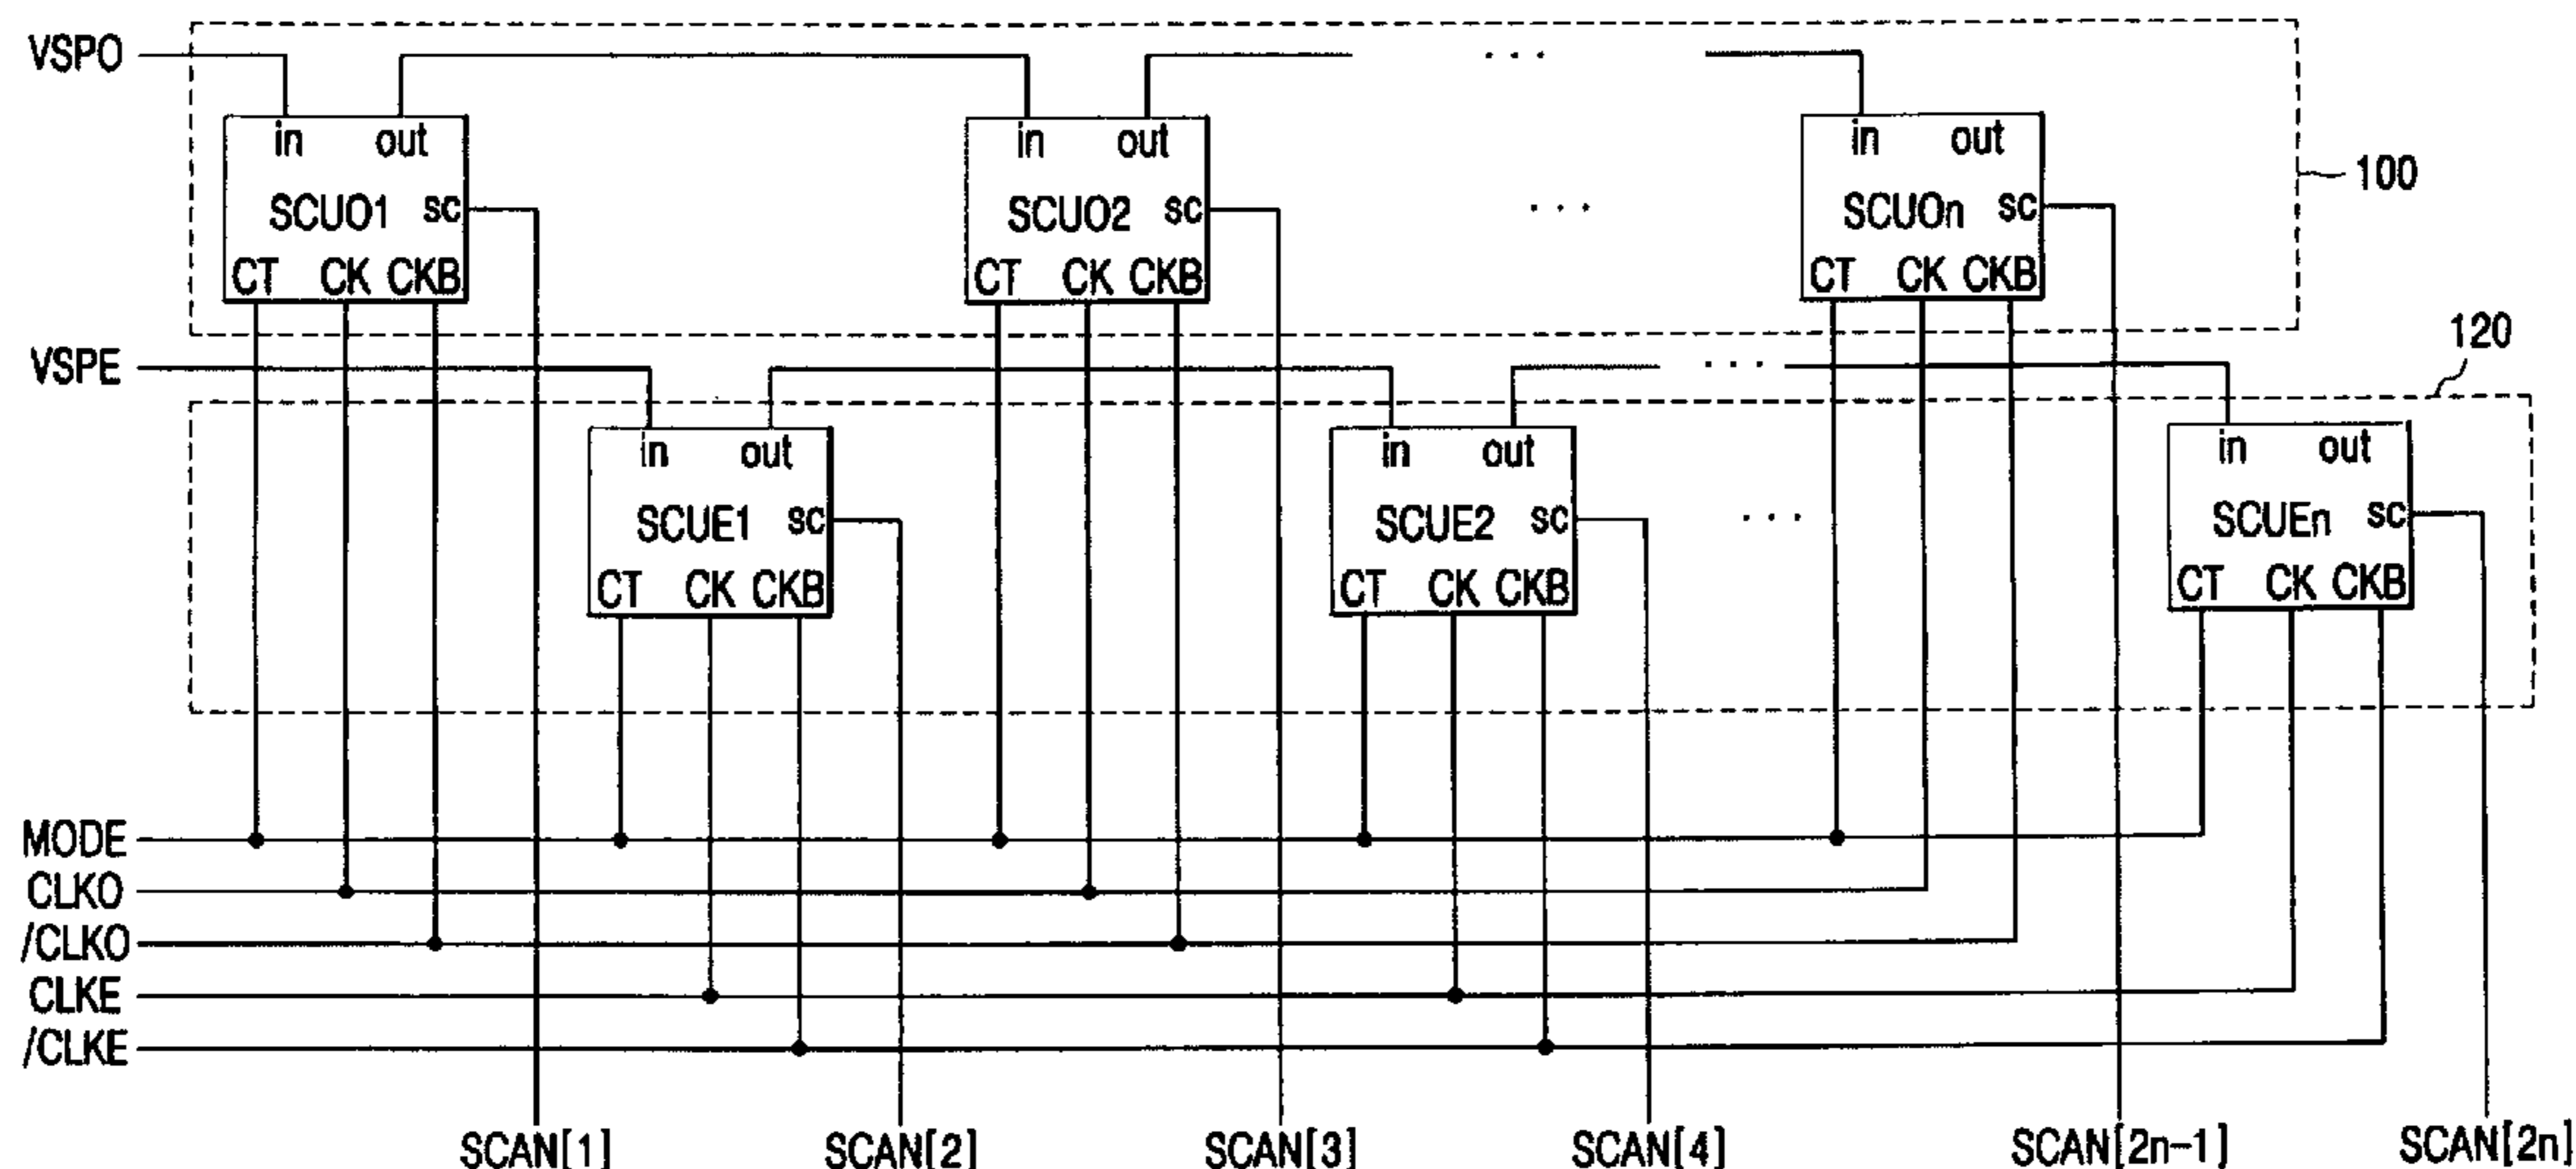 VSPO
in out
SCUO1 sc
CT CK CKB
in out
SCUO2 sc
CT CK CKB
. . .
. . .
in out
SCUOn sc
CT CK CKB
100
VSPE
in out
SCUE1 sc
CT CK CKB
in out
SCUE2 sc
CT CK CKB
. . .
. . .
in out
SCUEn sc
CT CK CKB
120
MODE
CLKO
/CLKO
CLKE
/CLKE
SCAN[1] SCAN[2] SCAN[3] SCAN[4] SCAN[2n-1] SCAN[2n]